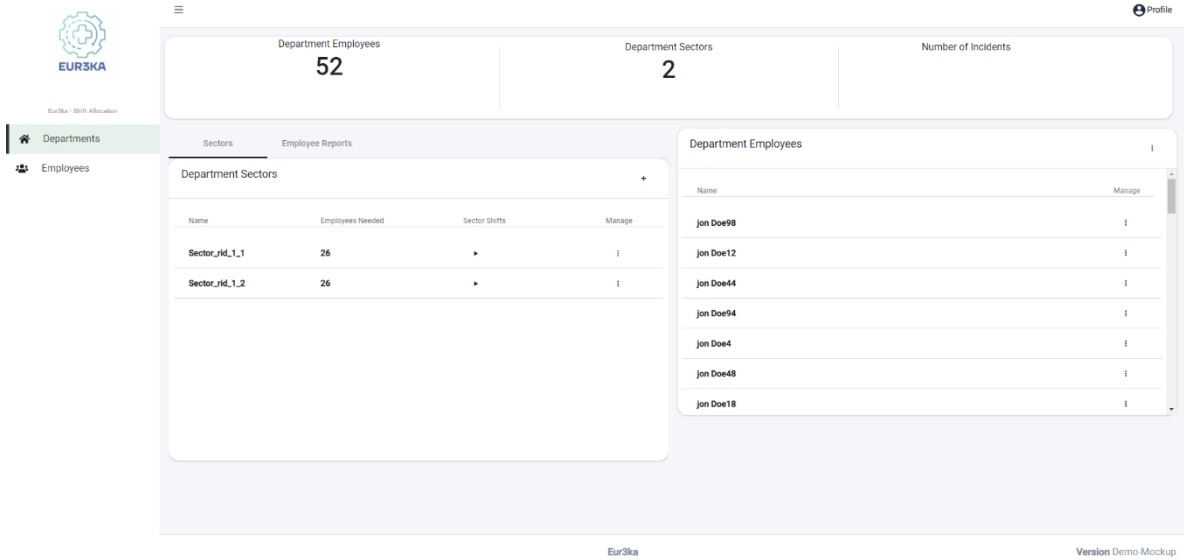 Profile
EUR3KA
Eur3ka - Shift Allocation
Departments
Employees
Department Employees
52
Department Sectors
2
Number of Incidents
Sectors
Employee Reports
Department Sectors
+
Name
Employees Needed
Sector Shifts
Manage
Sector_rid_1_1
26
Sector_rid_1_2
26
Department Employees
Name
Manage
jon Doe98
jon Doe12
jon Doe44
jon Doe94
jon Doe4
jon Doe48
jon Doe18
Eur3ka
Version Demo-Mockup